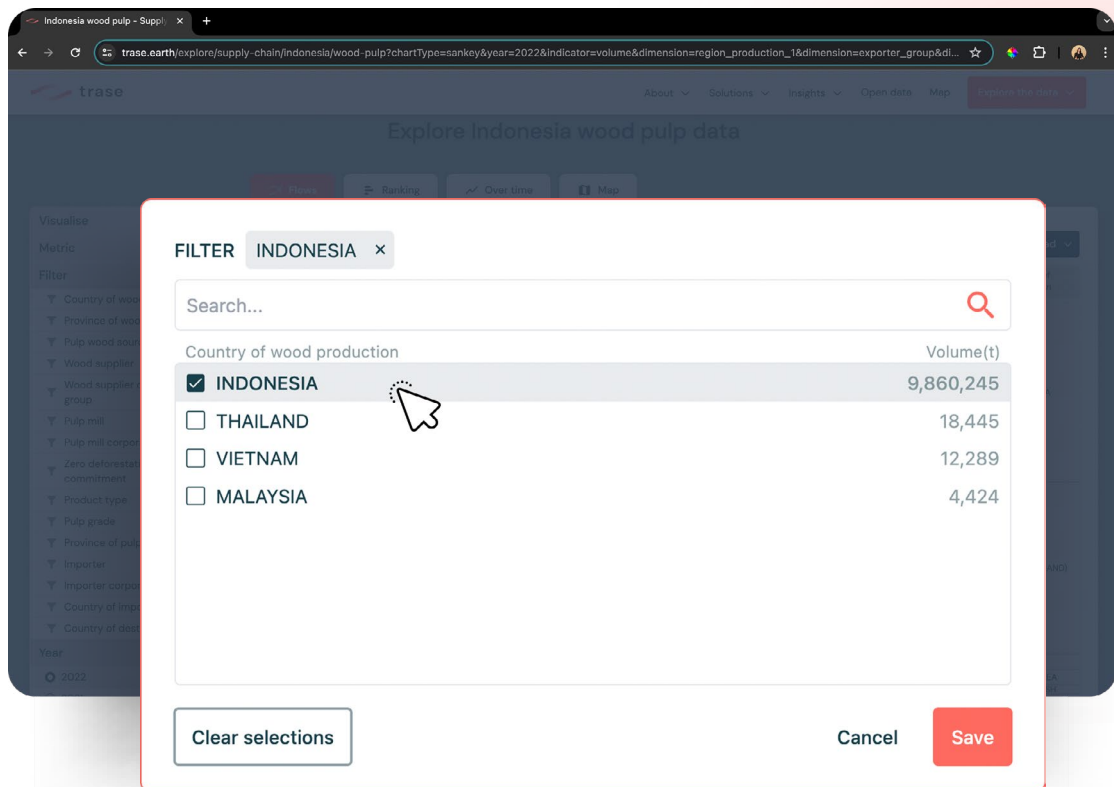 Indonesia wood pulp - Suppl
trase.earth/explore/supply-chain/indonesia/wood-pulp?chartType=sankey&year=2022&indicator=volume&dimension=region_production_1&dimension=exporter_group&di...
trase
About Solutions Insights Open data Map Explore the data
Explore Indonesia wood pulp data
Flows Ranking Over time Map
Visualise
Metric
Filter
Country of woo
Province of woo
Pulp wood sour
Wood supplier
Wood supplier
group
Pulp mill
Pulp mill corpor
Zero deforestat
commitment
Product type
Pulp grade
Province of pulp
Importer
Importer corpor
Country of impo
Country of dest
Year
2022
FILTER INDONESIA ×
Search...
Country of wood production Volume(t)
INDONESIA 9,860,245
THAILAND 18,445
VIETNAM 12,289
MALAYSIA 4,424
Clear selections Cancel Save